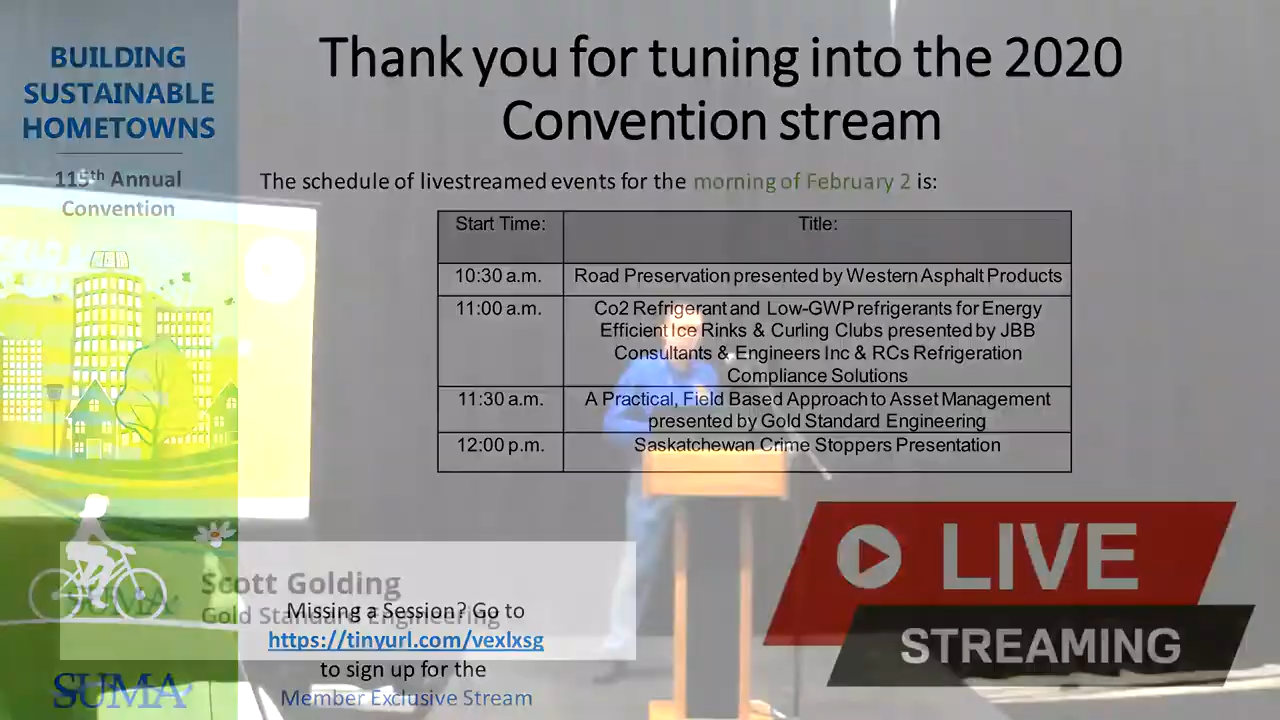 BUILDING
SUSTAINABLE
HOMETOWNS
115th Annual
Convention
Thank you for tuning into the 2020
Convention stream
The schedule of livestreamed events for the morning of February 2 is:
Start Time: Title:
10:30 a.m. Road Preservation presented by Western Asphalt Products
11:00 a.m. Co2 Refrigerant and Low-GWP refrigerants for Energy
Efficient Ice Rinks & Curling Clubs presented by JBB
Consultants & Engineers Inc & RCs Refrigeration
Compliance Solutions
11:30 a.m. A Practical, Field Based Approach to Asset Management
presented by Gold Standard Engineering
12:00 p.m. Saskatchewan Crime Stoppers Presentation
LIVE
STREAMING
SUMA
Scott Golding
Gold Standard Engineering
Missing a Session? Go to
https://tinyurl.com/vexlxsg
to sign up for the
Member Exclusive Stream
SUMA